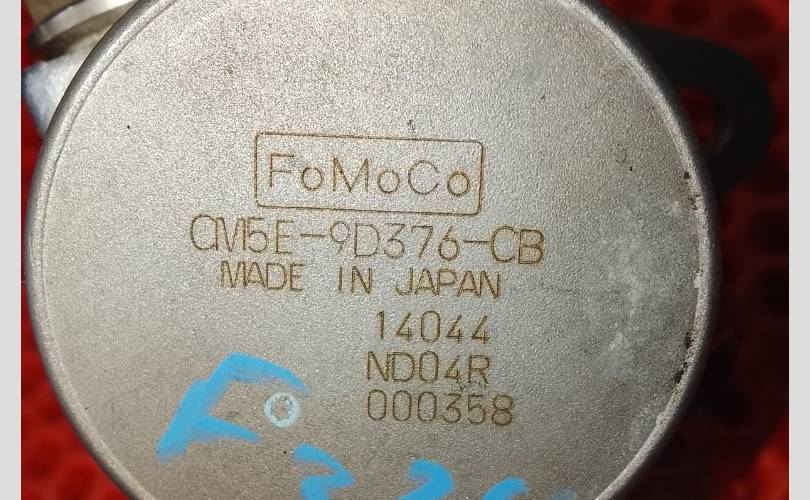 FoMoCo
CM5E-9D376-CB
MADE IN JAPAN
14044
ND04R
000358
F